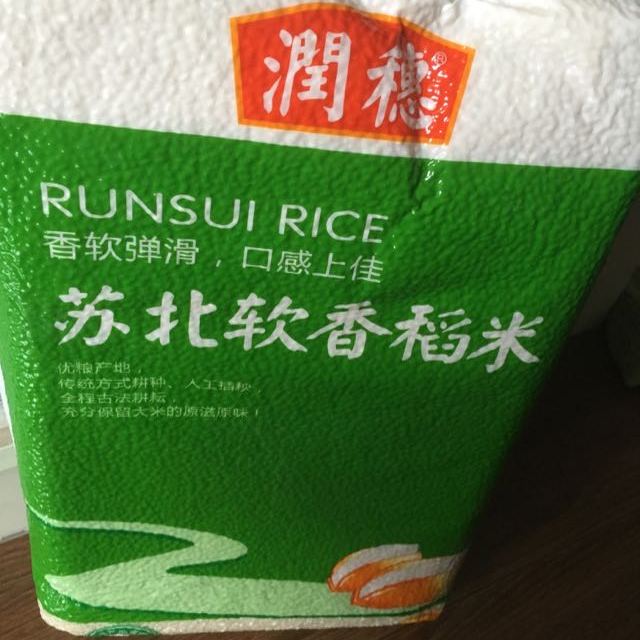 潤穗®
RUNSUI RICE
香软弹滑，口感上佳
苏北软香稻米
优粮产地，
传统方式耕种、人工插秧，
全程古法耕耘，
充分保留大米的原滋原味！